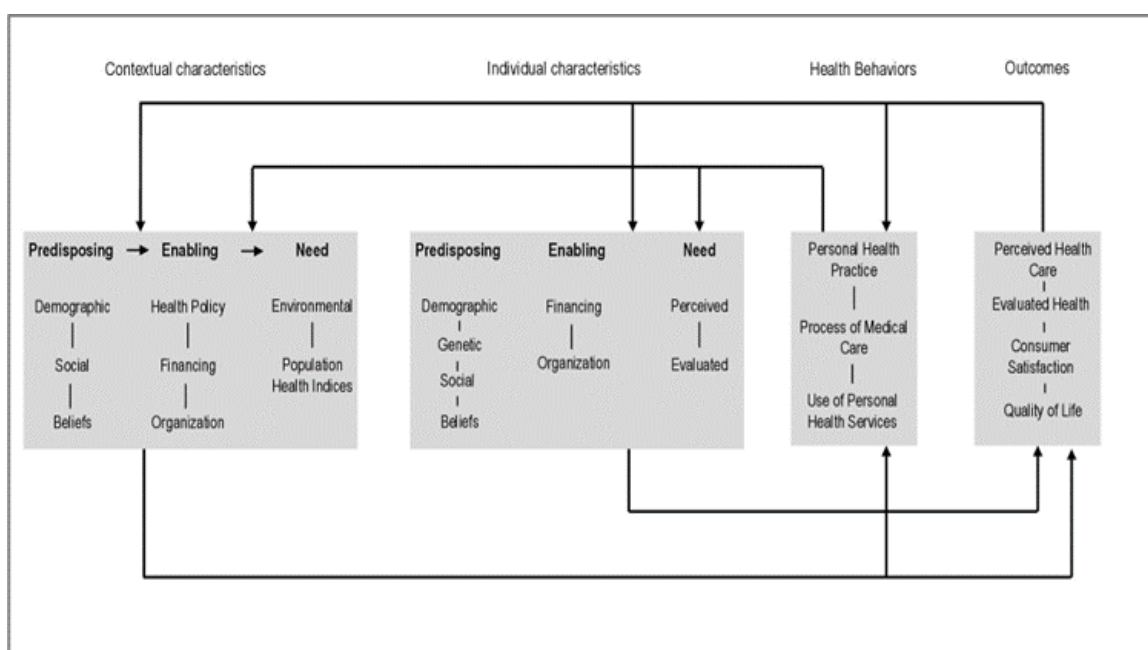 Contextual characteristics
Individual characteristics
Health Behaviors
Outcomes
Predisposing
Enabling
Need
Demographic
Health Policy
Environmental
Social
Financing
Population
Health Indices
Beliefs
Organization
Predisposing
Enabling
Need
Demographic
Financing
Perceived
Genetic
Organization
Evaluated
Social
Beliefs
Personal Health
Practice
Process of Medical
Care
Use of Personal
Health Services
Perceived Health
Care
Evaluated Health
Consumer
Satisfaction
Quality of Life